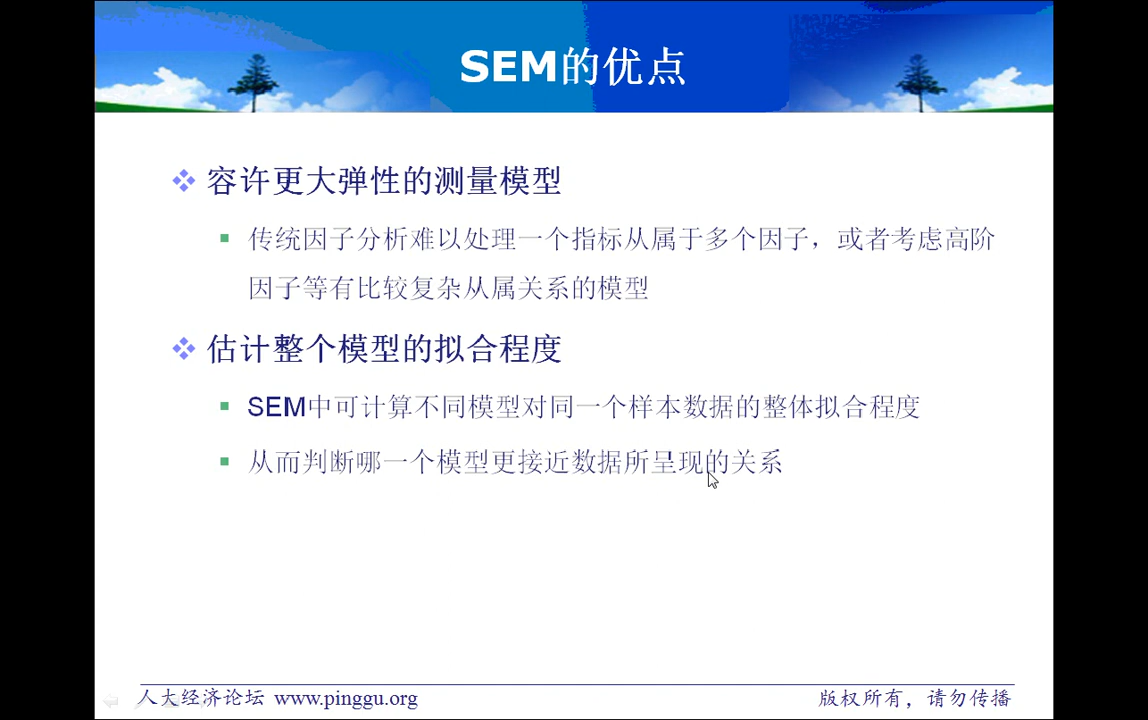 SEM的优点
容许更大弹性的测量模型
传统因子分析难以处理一个指标从属于多个因子，或者考虑高阶
因子等有比较复杂从属关系的模型
估计整个模型的拟合程度
SEM中可计算不同模型对同一个样本数据的整体拟合程度
从而判断哪一个模型更接近数据所呈现的关系
人大经济论坛 www.pinggu.org
版权所有，请勿传播